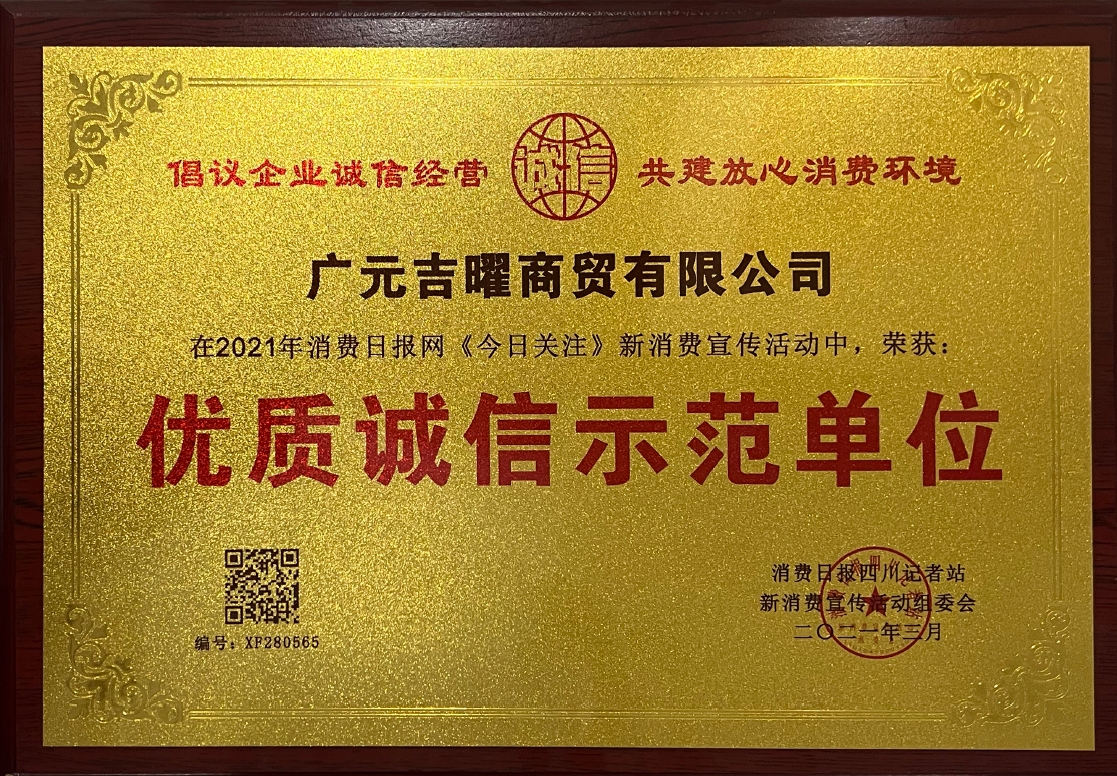 倡议企业诚信经营 诚信 共建放心消费环境
广元吉曜商贸有限公司
在2021年消费日报网《今日关注》新消费宣传活动中，荣获：
优质诚信示范单位
编号：XF280565
消费日报四川记者站
新消费宣传活动组委会
二〇二一年三月